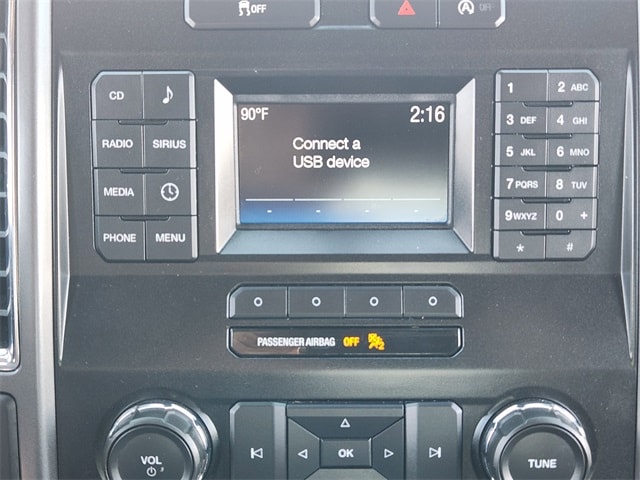 OFF
A OFF
CD
RADIO SIRIUS
MEDIA
PHONE MENU
90°F 2:16
Connect a
USB device
1 2 ABC
3 DEF 4 GHI
5 JKL 6 MNO
7 PQRS 8 TUV
9 WXYZ 0 +
* #
PASSENGER AIRBAG OFF 2
VOL
OK
TUNE